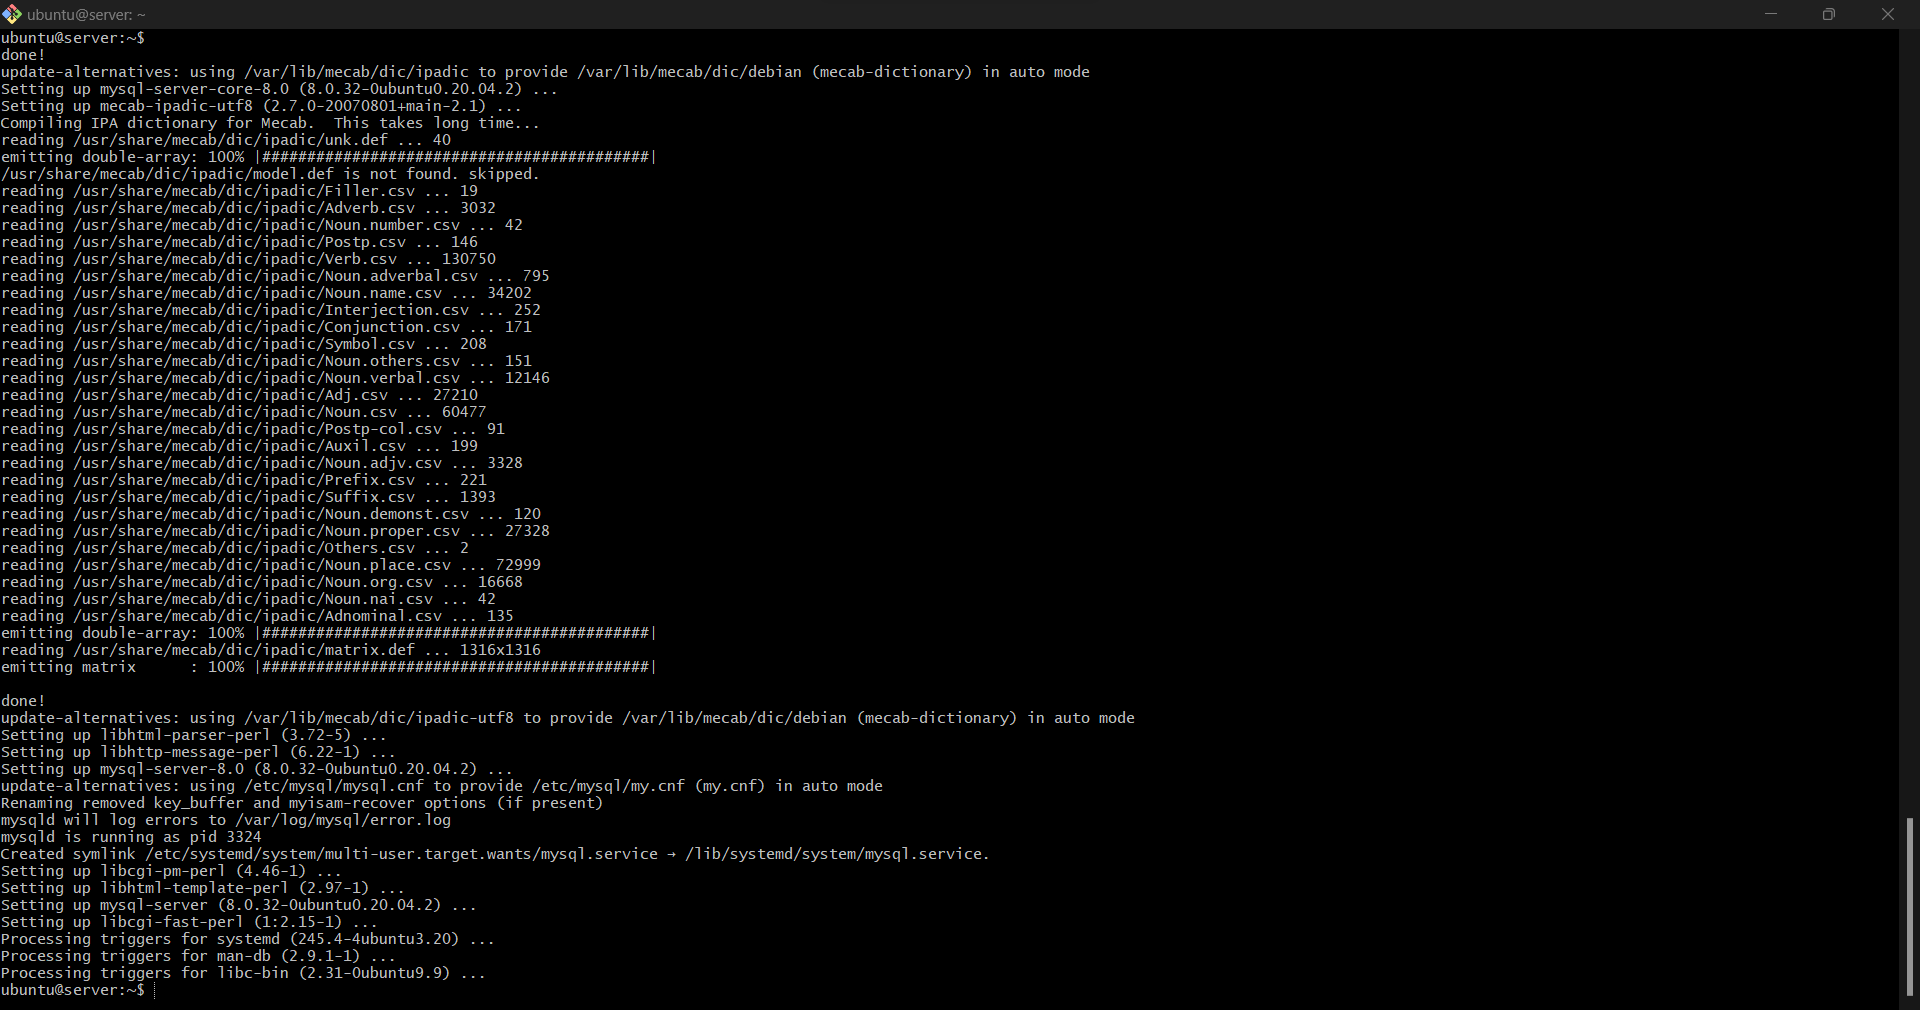 ubuntu@server: ~
ubuntu@server:~$
done!
update-alternatives: using /var/lib/mecab/dic/ipadic to provide /var/lib/mecab/dic/debian (mecab-dictionary) in auto mode
Setting up mysql-server-core-8.0 (8.0.32-0ubuntu0.20.04.2) ...
Setting up mecab-ipadic-utf8 (2.7.0-20070801+main-2.1) ...
Compiling IPA dictionary for Mecab.  This takes long time...
reading /usr/share/mecab/dic/ipadic/unk.def ... 40
emitting double-array: 100% |###########################################|
/usr/share/mecab/dic/ipadic/model.def is not found. skipped.
reading /usr/share/mecab/dic/ipadic/Filler.csv ... 19
reading /usr/share/mecab/dic/ipadic/Adverb.csv ... 3032
reading /usr/share/mecab/dic/ipadic/Noun.number.csv ... 42
reading /usr/share/mecab/dic/ipadic/Postp.csv ... 146
reading /usr/share/mecab/dic/ipadic/Verb.csv ... 130750
reading /usr/share/mecab/dic/ipadic/Noun.adverbal.csv ... 795
reading /usr/share/mecab/dic/ipadic/Noun.name.csv ... 34202
reading /usr/share/mecab/dic/ipadic/Interjection.csv ... 252
reading /usr/share/mecab/dic/ipadic/Conjunction.csv ... 171
reading /usr/share/mecab/dic/ipadic/Symbol.csv ... 208
reading /usr/share/mecab/dic/ipadic/Noun.others.csv ... 151
reading /usr/share/mecab/dic/ipadic/Noun.verbal.csv ... 12146
reading /usr/share/mecab/dic/ipadic/Adj.csv ... 27210
reading /usr/share/mecab/dic/ipadic/Noun.csv ... 60477
reading /usr/share/mecab/dic/ipadic/Postp-col.csv ... 91
reading /usr/share/mecab/dic/ipadic/Auxil.csv ... 199
reading /usr/share/mecab/dic/ipadic/Noun.adjv.csv ... 3328
reading /usr/share/mecab/dic/ipadic/Prefix.csv ... 221
reading /usr/share/mecab/dic/ipadic/Suffix.csv ... 1393
reading /usr/share/mecab/dic/ipadic/Noun.demonst.csv ... 120
reading /usr/share/mecab/dic/ipadic/Noun.proper.csv ... 27328
reading /usr/share/mecab/dic/ipadic/Others.csv ... 2
reading /usr/share/mecab/dic/ipadic/Noun.place.csv ... 72999
reading /usr/share/mecab/dic/ipadic/Noun.org.csv ... 16668
reading /usr/share/mecab/dic/ipadic/Noun.nai.csv ... 42
reading /usr/share/mecab/dic/ipadic/Adnominal.csv ... 135
emitting double-array: 100% |###########################################|
reading /usr/share/mecab/dic/ipadic/matrix.def ... 1316x1316
emitting matrix      : 100% |###########################################|
done!
update-alternatives: using /var/lib/mecab/dic/ipadic-utf8 to provide /var/lib/mecab/dic/debian (mecab-dictionary) in auto mode
Setting up libhtml-parser-perl (3.72-5) ...
Setting up libhttp-message-perl (6.22-1) ...
Setting up mysql-server-8.0 (8.0.32-0ubuntu0.20.04.2) ...
update-alternatives: using /etc/mysql/mysql.cnf to provide /etc/mysql/my.cnf (my.cnf) in auto mode
Renaming removed key_buffer and myisam-recover options (if present)
mysqld will log errors to /var/log/mysql/error.log
mysqld is running as pid 3324
Created symlink /etc/systemd/system/multi-user.target.wants/mysql.service → /lib/systemd/system/mysql.service.
Setting up libcgi-pm-perl (4.46-1) ...
Setting up libhtml-template-perl (2.97-1) ...
Setting up mysql-server (8.0.32-0ubuntu0.20.04.2) ...
Setting up libcgi-fast-perl (1:2.15-1) ...
Processing triggers for systemd (245.4-4ubuntu3.20) ...
Processing triggers for man-db (2.9.1-1) ...
Processing triggers for libc-bin (2.31-0ubuntu9.9) ...
ubuntu@server:~$